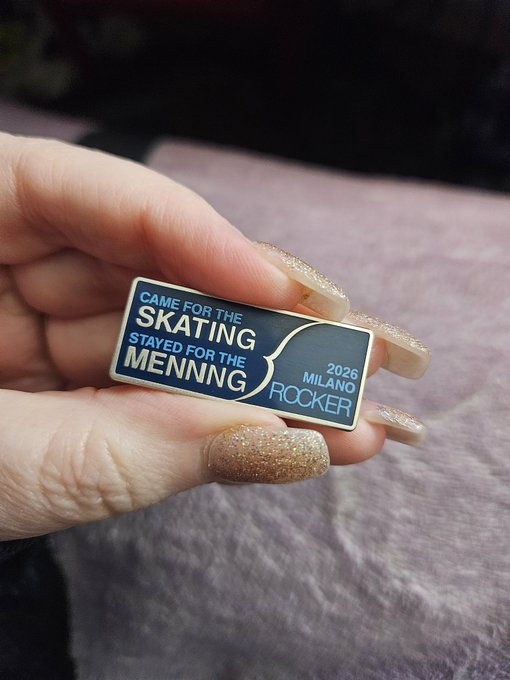 CAME FOR THE
SKATING
STAYED FOR THE
MENNNG
2026
MILANO
ROCKER